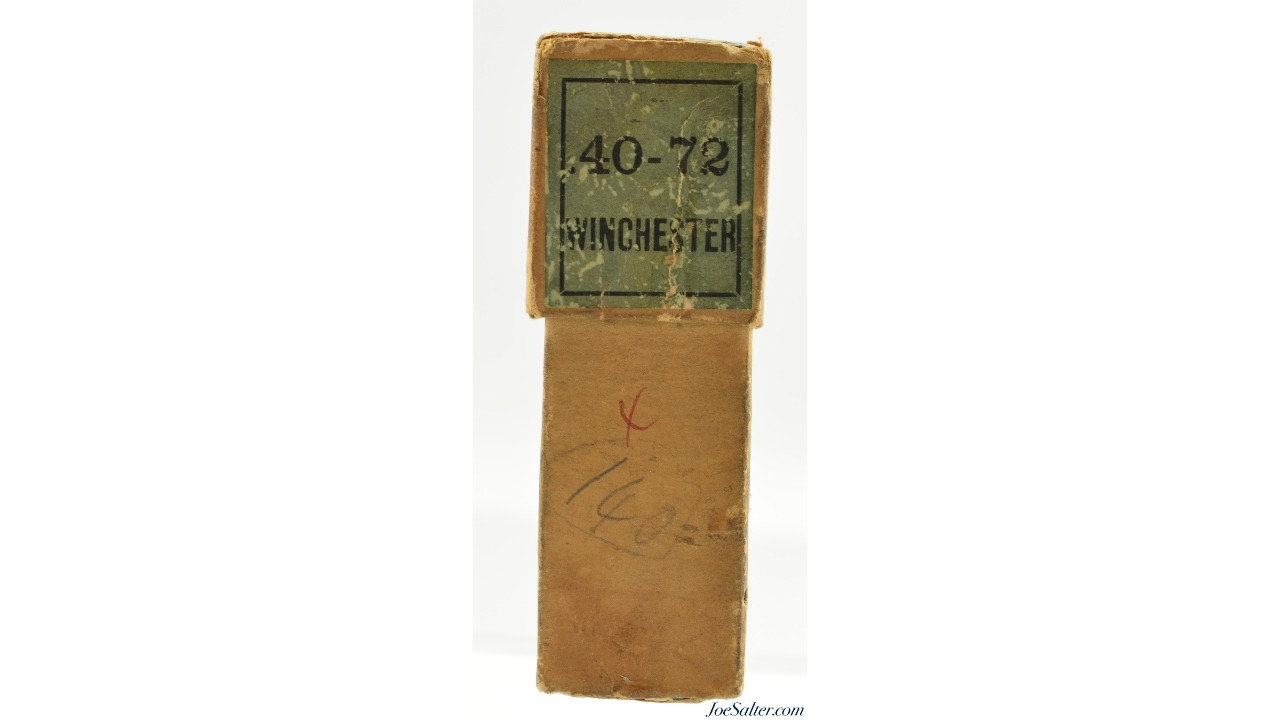 .40-72
WINCHESTER
X
140
JoeSalter.com